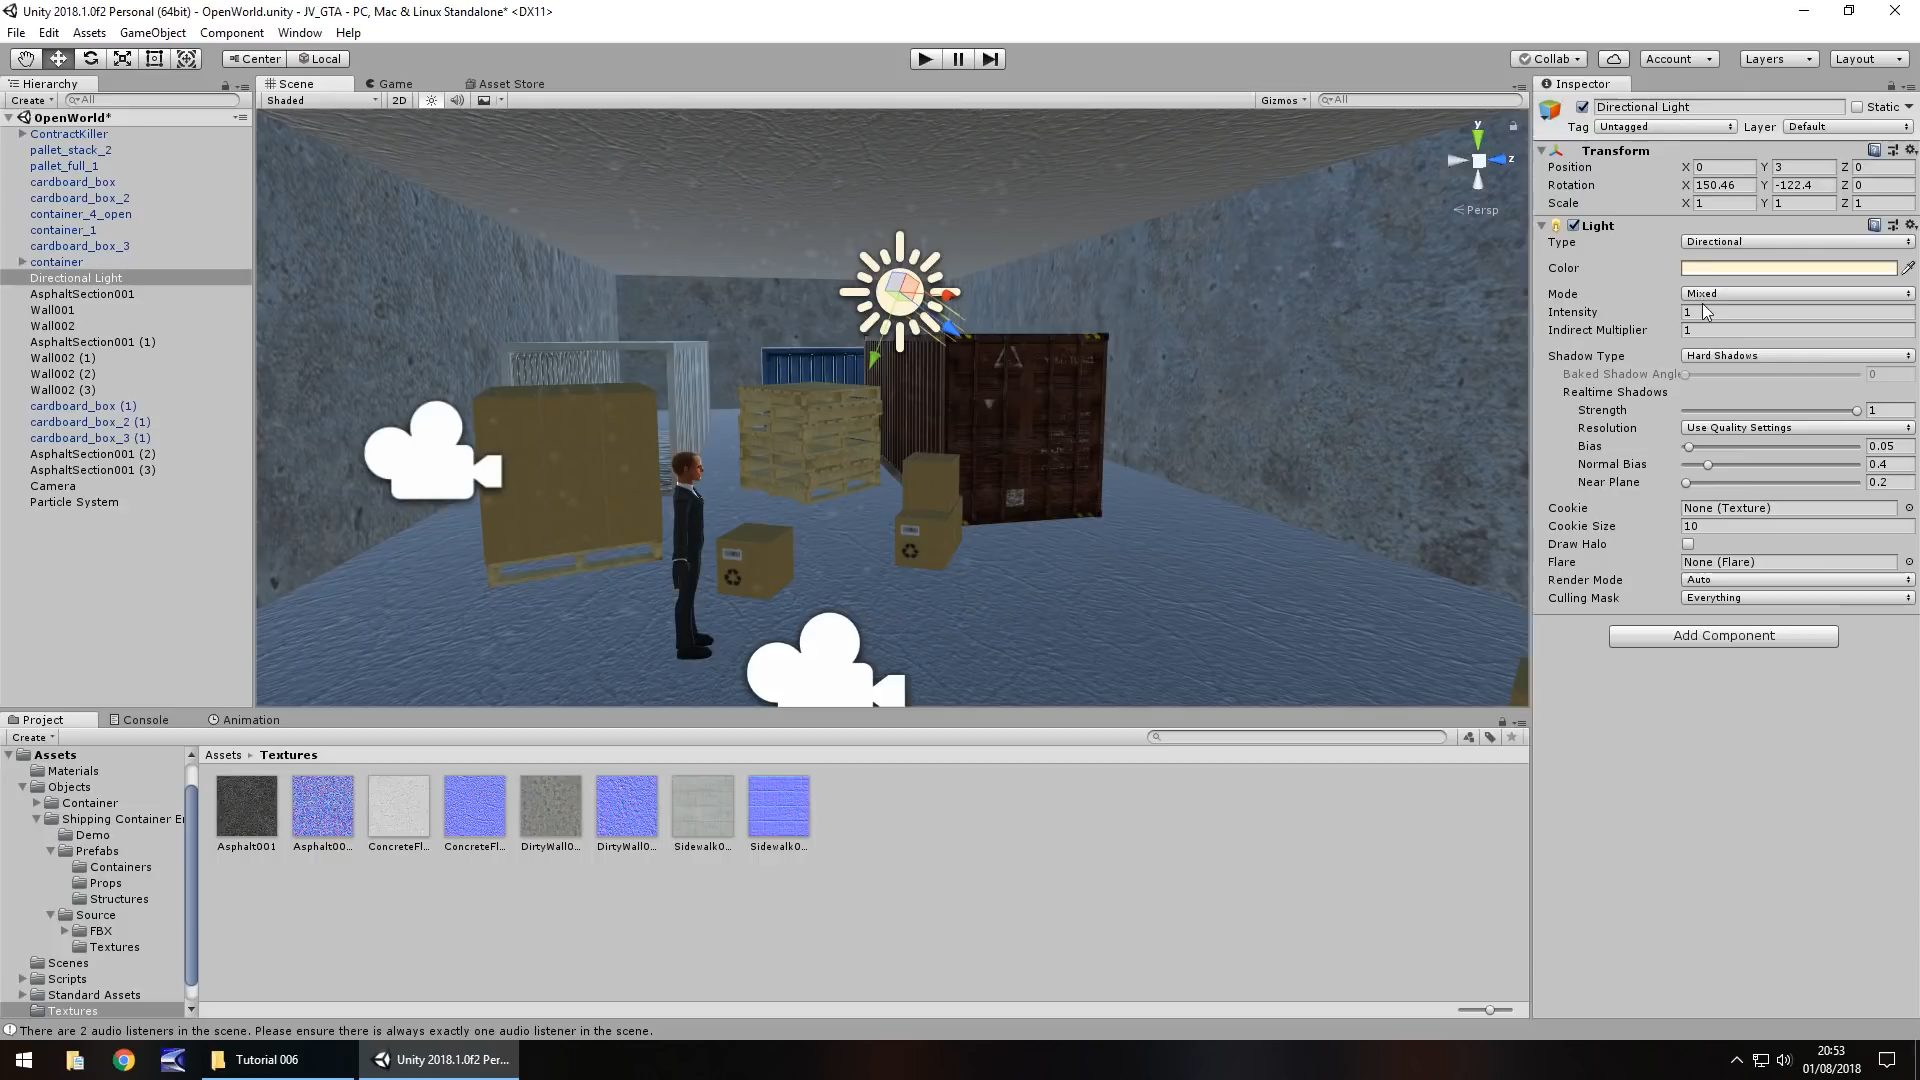 Unity 2018.1.0f2 Personal (64bit) - OpenWorld.unity - JV_GTA - PC, Mac & Linux Standalone* <DX11>
File Edit Assets GameObject Component Window Help
Center Local Collab Account Layers Layout
Hierarchy
Create All
OpenWorld*
ContractKiller
pallet_stack_2
pallet_full_1
cardboard_box
cardboard_box_2
container_4_open
container_1
cardboard_box_3
container
Directional Light
AsphaltSection001
Wall001
Wall002
AsphaltSection001 (1)
Wall002 (1)
Wall002 (2)
Wall002 (3)
cardboard_box (1)
cardboard_box_2 (1)
cardboard_box_3 (1)
AsphaltSection001 (2)
AsphaltSection001 (3)
Camera
Particle System
Scene Game Asset Store
Shaded 2D Gizmos All
y
z
Persp
Inspector
Directional Light Static
Tag Untagged Layer Default
Transform
Position X 0 Y 3 Z 0
Rotation X 150.46 Y -122.4 Z 0
Scale X 1 Y 1 Z 1
Light
Type Directional
Color
Mode Mixed
Intensity 1
Indirect Multiplier 1
Shadow Type Hard Shadows
Baked Shadow Angle 0
Realtime Shadows
Strength 1
Resolution Use Quality Settings
Bias 0.05
Normal Bias 0.4
Near Plane 0.2
Cookie None (Texture)
Cookie Size 10
Draw Halo
Flare None (Flare)
Render Mode Auto
Culling Mask Everything
Add Component
Project Console Animation
Create
Assets
Materials
Objects
Container
Shipping Container Er
Demo
Prefabs
Containers
Props
Structures
Source
FBX
Textures
Scenes
Scripts
Standard Assets
Textures
Assets Textures
Asphalt001 Asphalt00... ConcreteFl... ConcreteFl... DirtyWall0... DirtyWall0... Sidewalk0... Sidewalk0...
There are 2 audio listeners in the scene. Please ensure there is always exactly one audio listener in the scene.
Tutorial 006 Unity 2018.1.0f2 Per...
20:53
01/08/2018